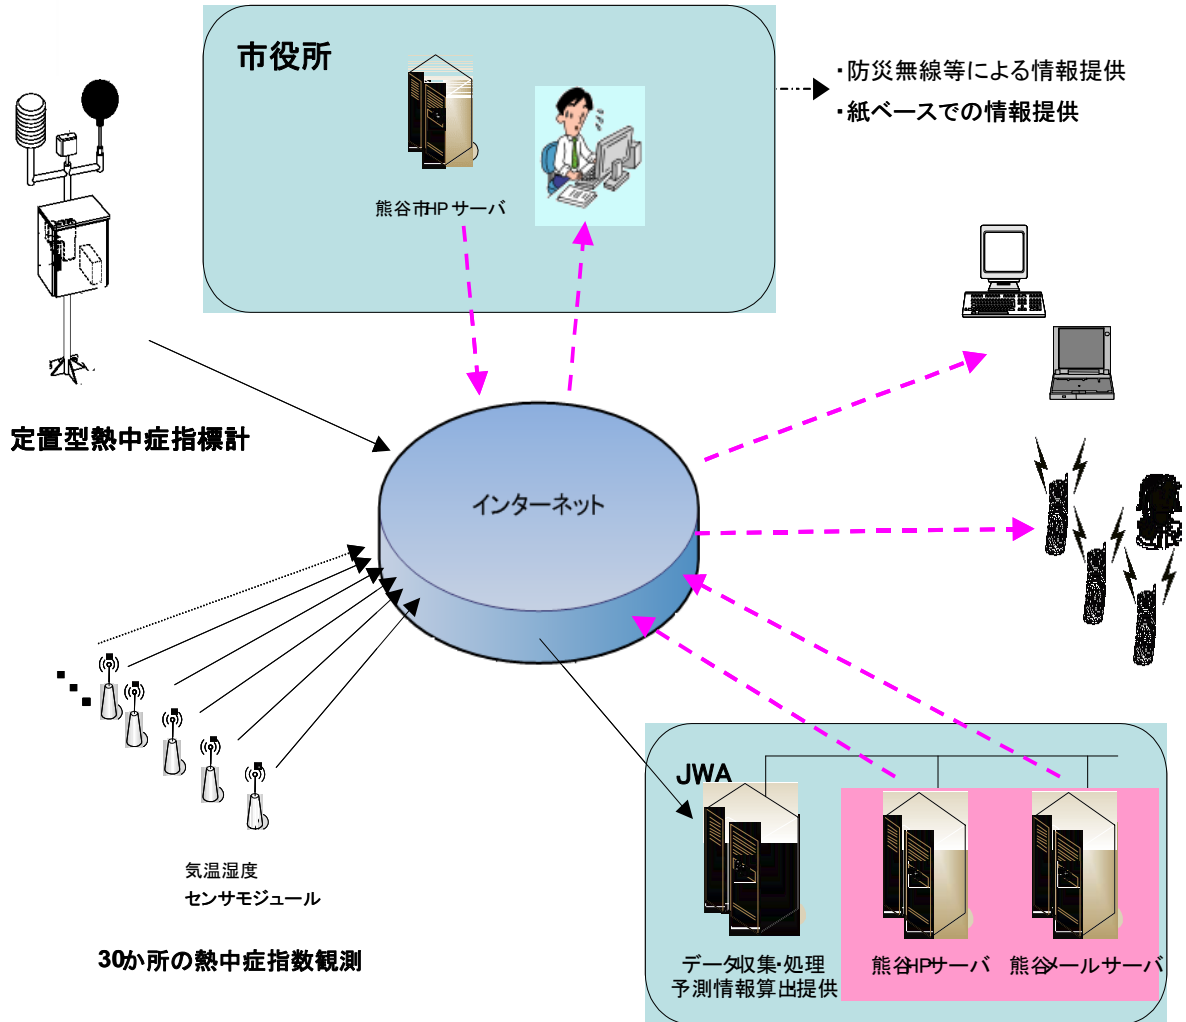 市役所
・防災無線等による情報提供
・紙ベースでの情報提供
熊谷市HPサーバ
定置型熱中症指標計
インターネット
気温湿度
センサモジュール
30か所の熱中症指数観測
JWA
データ収集・処理
予測情報算出提供
熊谷HPサーバ
熊谷メールサーバ